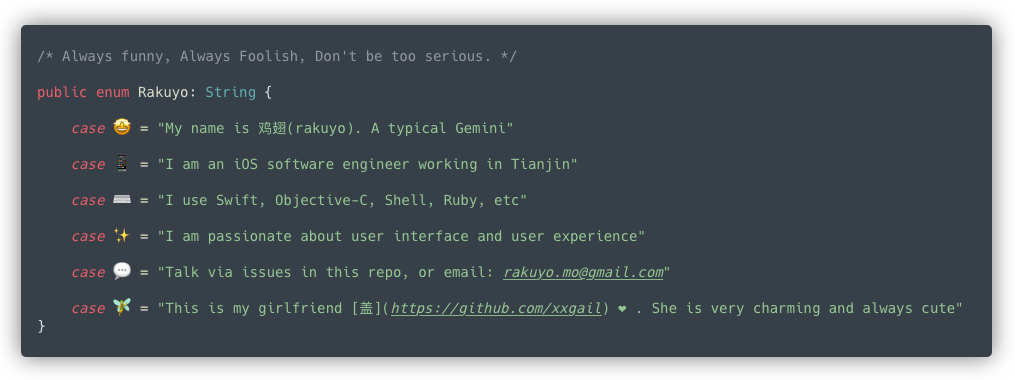 /* Always funny, Always Foolish, Don't be too serious. */
public enum Rakuyo: String {
case 🤩 = "My name is 鸡翅(rakuyo). A typical Gemini"
case 📱 = "I am an iOS software engineer working in Tianjin"
case ⌨️ = "I use Swift, Objective-C, Shell, Ruby, etc"
case ✨ = "I am passionate about user interface and user experience"
case 💬 = "Talk via issues in this repo, or email: rakuyo.mo@gmail.com"
case 🧚 = "This is my girlfriend [盖](https://github.com/xxgail) ❤ . She is very charming and always cute"
}